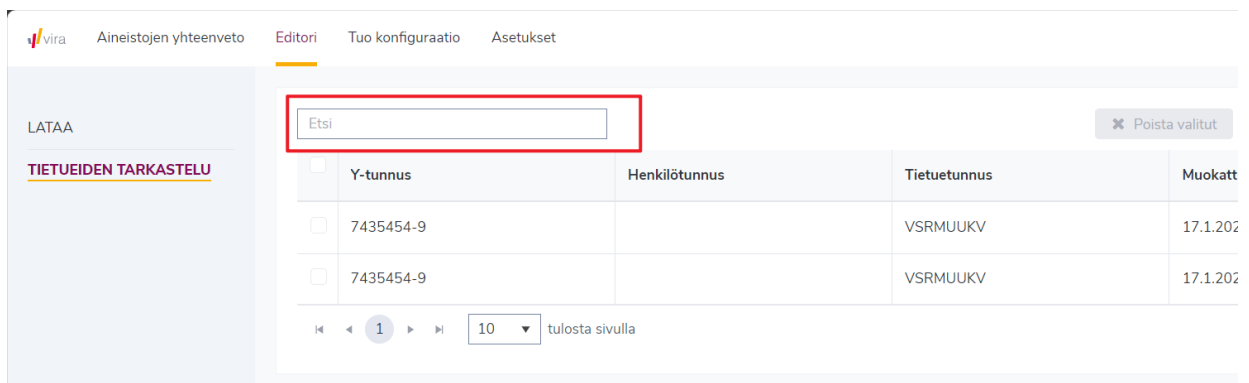 vira Aineistojen yhteenveto Editori Tuo konfiguraatio Asetukset
LATAA
TIETUEIDEN TARKASTELU
Etsi
Poista valitut
Y-tunnus Henkilötunnus Tietuetunnus Muokatt
7435454-9 VSRMUUKV 17.1.202
7435454-9 VSRMUUKV 17.1.202
1 10 tulosta sivulla